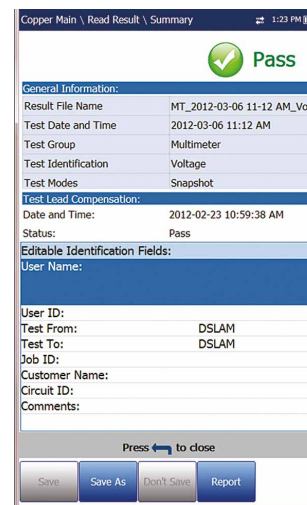 Copper Main \ Read Result \ Summary 1:23 PM
Pass
General Information:
Result File Name MT_2012-03-06 11-12 AM_Vo
Test Date and Time 2012-03-06 11:12 AM
Test Group Multimeter
Test Identification Voltage
Test Modes Snapshot
Test Lead Compensation:
Date and Time: 2012-02-23 10:59:38 AM
Status: Pass
Editable Identification Fields:
User Name:
User ID:
Test From: DSLAM
Test To: DSLAM
Job ID:
Customer Name:
Circuit ID:
Comments:
Press to close
Save Save As Don't Save Report